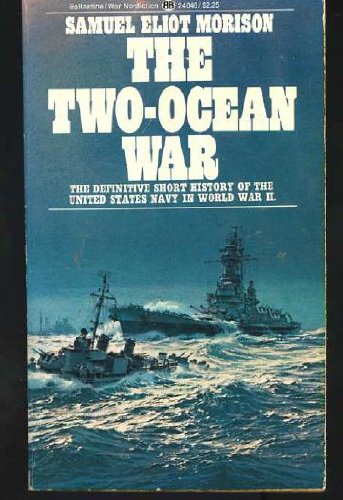 Ballantine/War Nonfiction BB 24046/$2.25
SAMUEL ELIOT MORISON
THE
TWO-OCEAN
WAR
THE DEFINITIVE SHORT HISTORY OF THE
UNITED STATES NAVY IN WORLD WAR II.